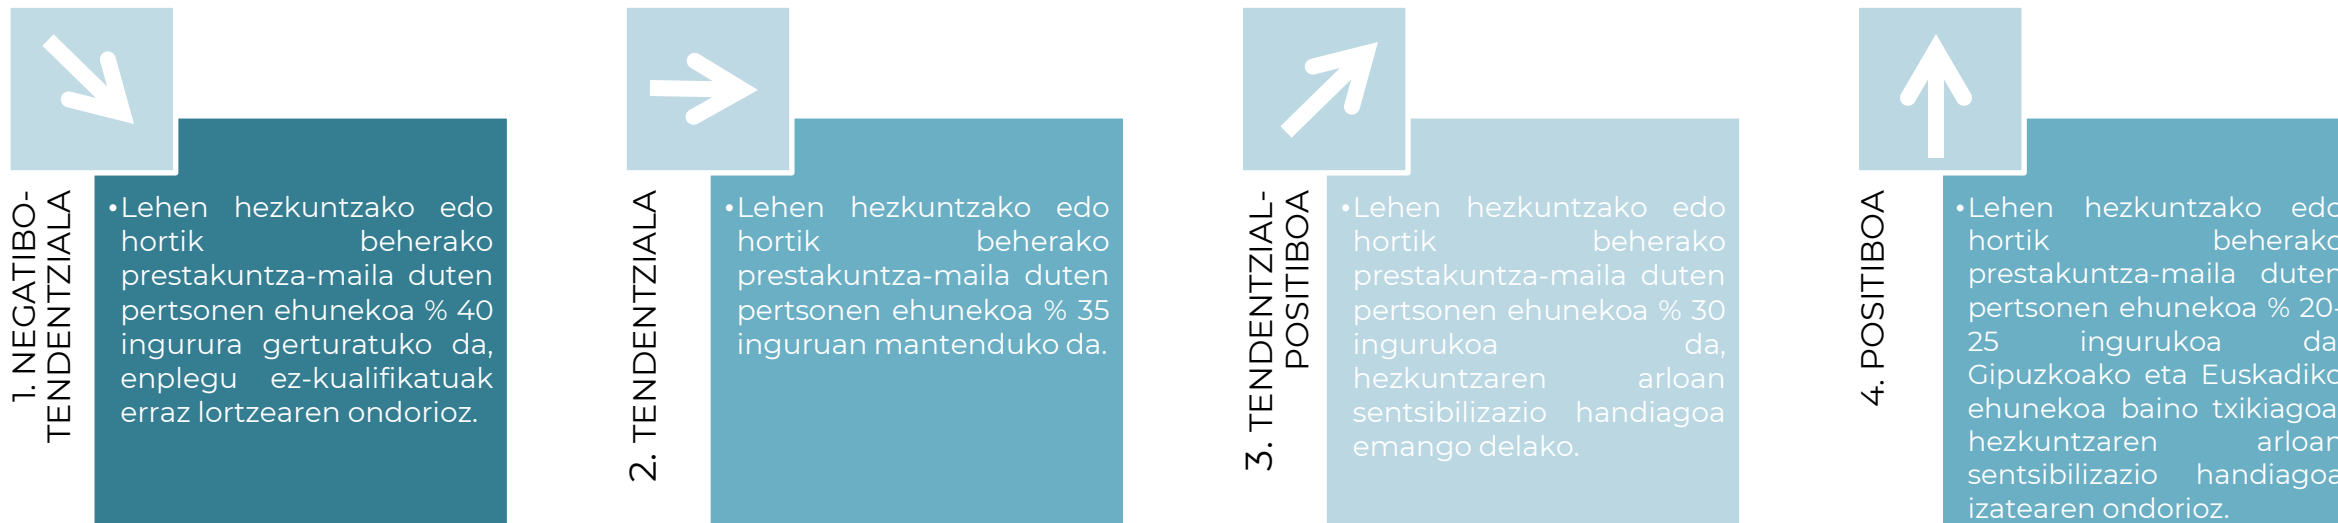 1. NEGATIBO-
TENDENTZIALA
•Lehen hezkuntzako edo
hortik beherako
prestakuntza-maila duten
pertsonen ehunekoa % 40
ingurura gerturatuko da,
enplegu ez-kualifikatuak
erraz lortzearen ondorioz.
2. TENDENTZIALA
•Lehen hezkuntzako edo
hortik beherako
prestakuntza-maila duten
pertsonen ehunekoa % 35
inguruan mantenduko da.
3. TENDENTZIAL-
POSITIBOA
•Lehen hezkuntzako edo
hortik beherako
prestakuntza-maila duten
pertsonen ehunekoa % 30
ingurukoa da,
hezkuntzaren arloan
sentsibilizazio handiagoa
emango delako.
4. POSITIBOA
•Lehen hezkuntzako edo
hortik beherako
prestakuntza-maila duten
pertsonen ehunekoa % 20-
25 ingurukoa da
Gipuzkoako eta Euskadiko
ehunekoa baino txikiagoa
hezkuntzaren arloan
sentsibilizazio handiagoa
izatearen ondorioz.